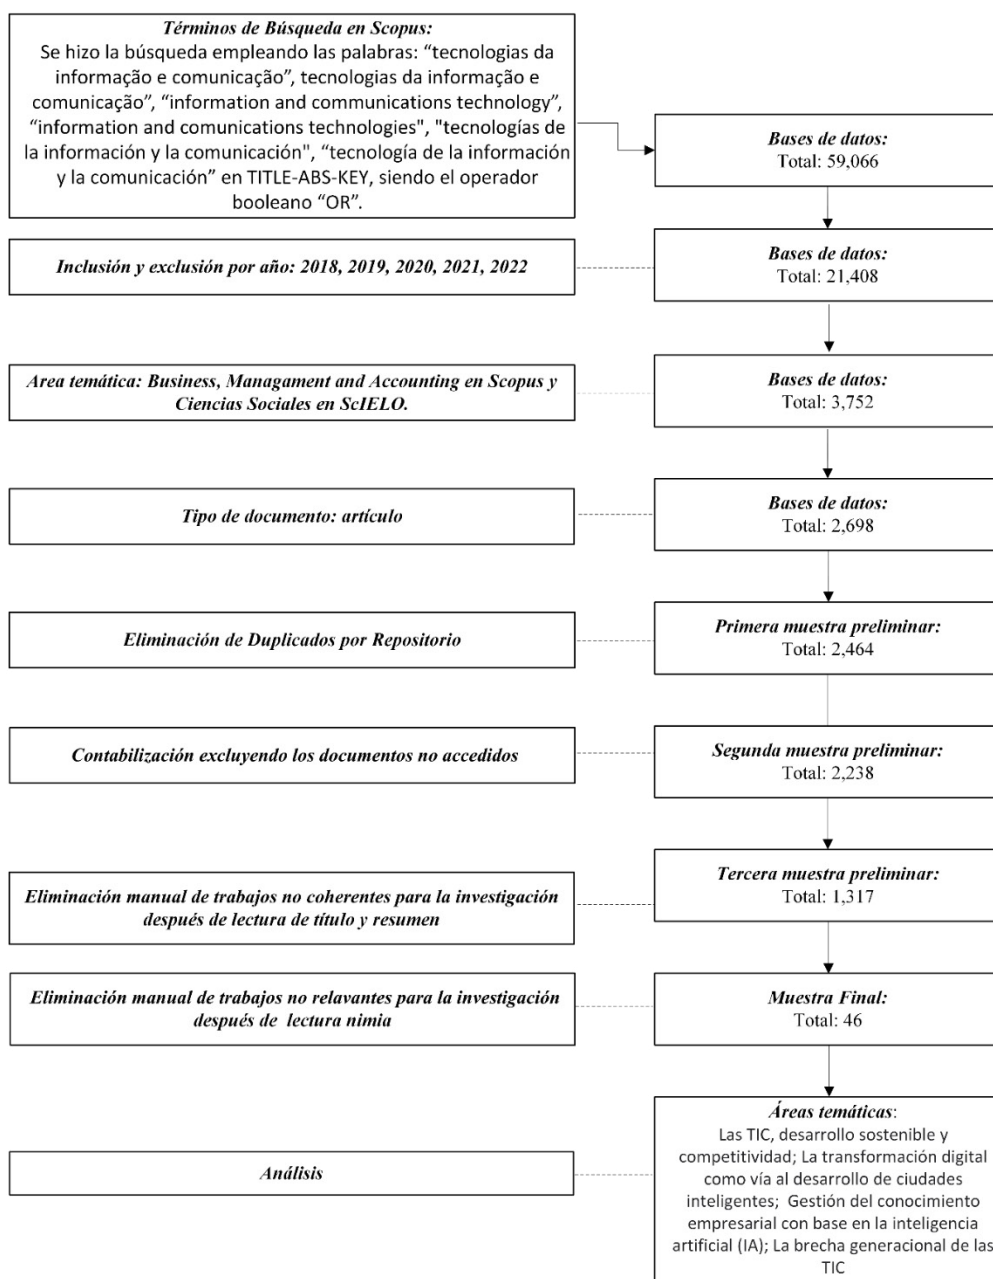 Términos de Búsqueda en Scopus:
Se hizo la búsqueda empleando las palabras: “tecnologias da
informação e comunicação”, tecnologias da informação e
comunicação”, “information and communications technology”,
“information and comunications technologies", "tecnologías de
la información y la comunicación", “tecnología de la información
y la comunicación” en TITLE-ABS-KEY, siendo el operador
booleano “OR”.
Bases de datos:
Total: 59,066
Inclusión y exclusión por año: 2018, 2019, 2020, 2021, 2022
Bases de datos:
Total: 21,408
Area temática: Business, Managament and Accounting en Scopus y
Ciencias Sociales en ScIELO.
Bases de datos:
Total: 3,752
Tipo de documento: artículo
Bases de datos:
Total: 2,698
Eliminación de Duplicados por Repositorio
Primera muestra preliminar:
Total: 2,464
Contabilización excluyendo los documentos no accedidos
Segunda muestra preliminar:
Total: 2,238
Eliminación manual de trabajos no coherentes para la investigación
después de lectura de título y resumen
Tercera muestra preliminar:
Total: 1,317
Eliminación manual de trabajos no relavantes para la investigación
después de lectura nimia
Muestra Final:
Total: 46
Análisis
Áreas temáticas:
Las TIC, desarrollo sostenible y
competitividad; La transformación digital
como vía al desarrollo de ciudades
inteligentes; Gestión del conocimiento
empresarial con base en la inteligencia
artificial (IA); La brecha generacional de las
TIC